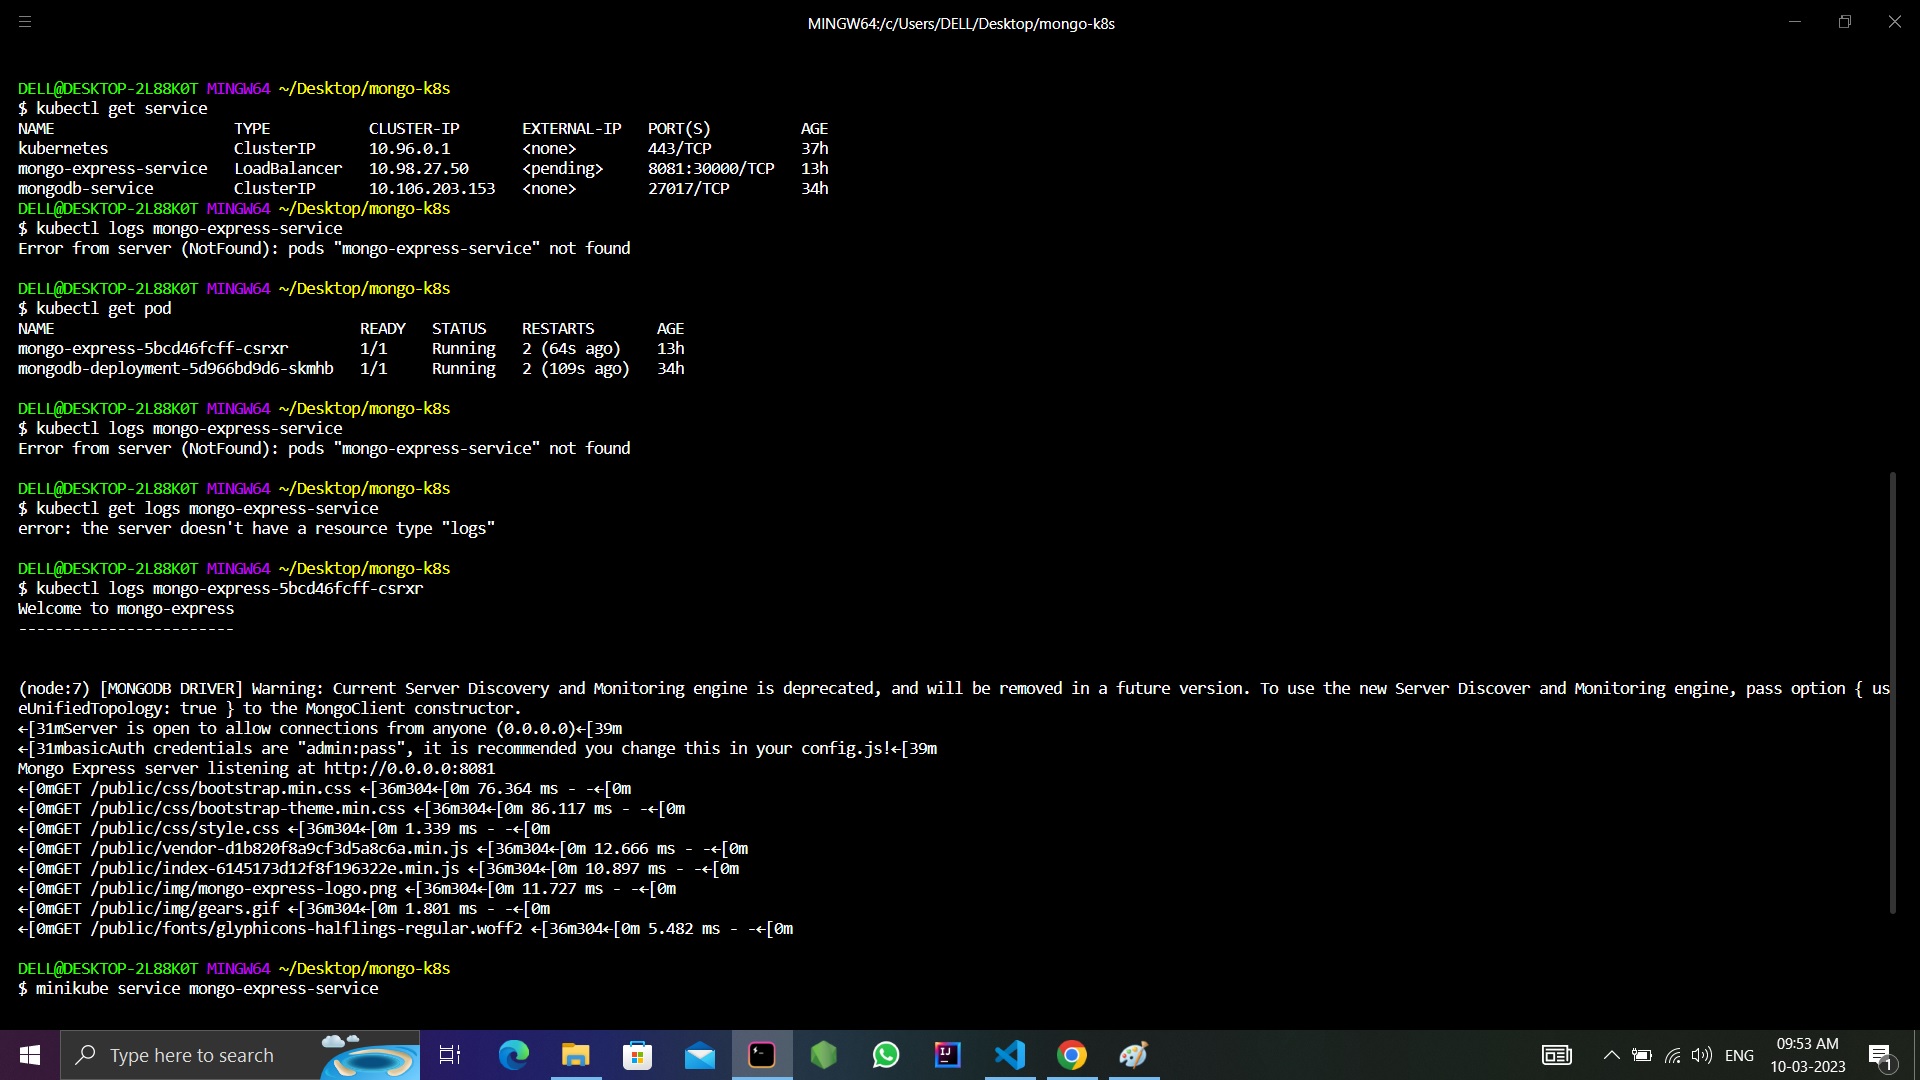 MINGW64:/c/Users/DELL/Desktop/mongo-k8s
DELL@DESKTOP-2L88K0T MINGW64 ~/Desktop/mongo-k8s
$ kubectl get service
NAME TYPE CLUSTER-IP EXTERNAL-IP PORT(S) AGE
kubernetes ClusterIP 10.96.0.1 <none> 443/TCP 37h
mongo-express-service LoadBalancer 10.98.27.50 <pending> 8081:30000/TCP 13h
mongodb-service ClusterIP 10.106.203.153 <none> 27017/TCP 34h
DELL@DESKTOP-2L88K0T MINGW64 ~/Desktop/mongo-k8s
$ kubectl logs mongo-express-service
Error from server (NotFound): pods "mongo-express-service" not found
DELL@DESKTOP-2L88K0T MINGW64 ~/Desktop/mongo-k8s
$ kubectl get pod
NAME READY STATUS RESTARTS AGE
mongo-express-5bcd46fcff-csrxr 1/1 Running 2 (64s ago) 13h
mongodb-deployment-5d966bd9d6-skmhb 1/1 Running 2 (109s ago) 34h
DELL@DESKTOP-2L88K0T MINGW64 ~/Desktop/mongo-k8s
$ kubectl logs mongo-express-service
Error from server (NotFound): pods "mongo-express-service" not found
DELL@DESKTOP-2L88K0T MINGW64 ~/Desktop/mongo-k8s
$ kubectl get logs mongo-express-service
error: the server doesn't have a resource type "logs"
DELL@DESKTOP-2L88K0T MINGW64 ~/Desktop/mongo-k8s
$ kubectl logs mongo-express-5bcd46fcff-csrxr
Welcome to mongo-express
------------------------
(node:7) [MONGODB DRIVER] Warning: Current Server Discovery and Monitoring engine is deprecated, and will be removed in a future version. To use the new Server Discover and Monitoring engine, pass option { us
eUnifiedTopology: true } to the MongoClient constructor.
←[31mServer is open to allow connections from anyone (0.0.0.0)←[39m
←[31mbasicAuth credentials are "admin:pass", it is recommended you change this in your config.js!←[39m
Mongo Express server listening at http://0.0.0.0:8081
←[0mGET /public/css/bootstrap.min.css ←[36m304←[0m 76.364 ms - -←[0m
←[0mGET /public/css/bootstrap-theme.min.css ←[36m304←[0m 86.117 ms - -←[0m
←[0mGET /public/css/style.css ←[36m304←[0m 1.339 ms - -←[0m
←[0mGET /public/vendor-d1b820f8a9cf3d5a8c6a.min.js ←[36m304←[0m 12.666 ms - -←[0m
←[0mGET /public/index-6145173d12f8f196322e.min.js ←[36m304←[0m 10.897 ms - -←[0m
←[0mGET /public/img/mongo-express-logo.png ←[36m304←[0m 11.727 ms - -←[0m
←[0mGET /public/img/gears.gif ←[36m304←[0m 1.801 ms - -←[0m
←[0mGET /public/fonts/glyphicons-halflings-regular.woff2 ←[36m304←[0m 5.482 ms - -←[0m
DELL@DESKTOP-2L88K0T MINGW64 ~/Desktop/mongo-k8s
$ minikube service mongo-express-service
Type here to search
ENG
09:53 AM
10-03-2023
1